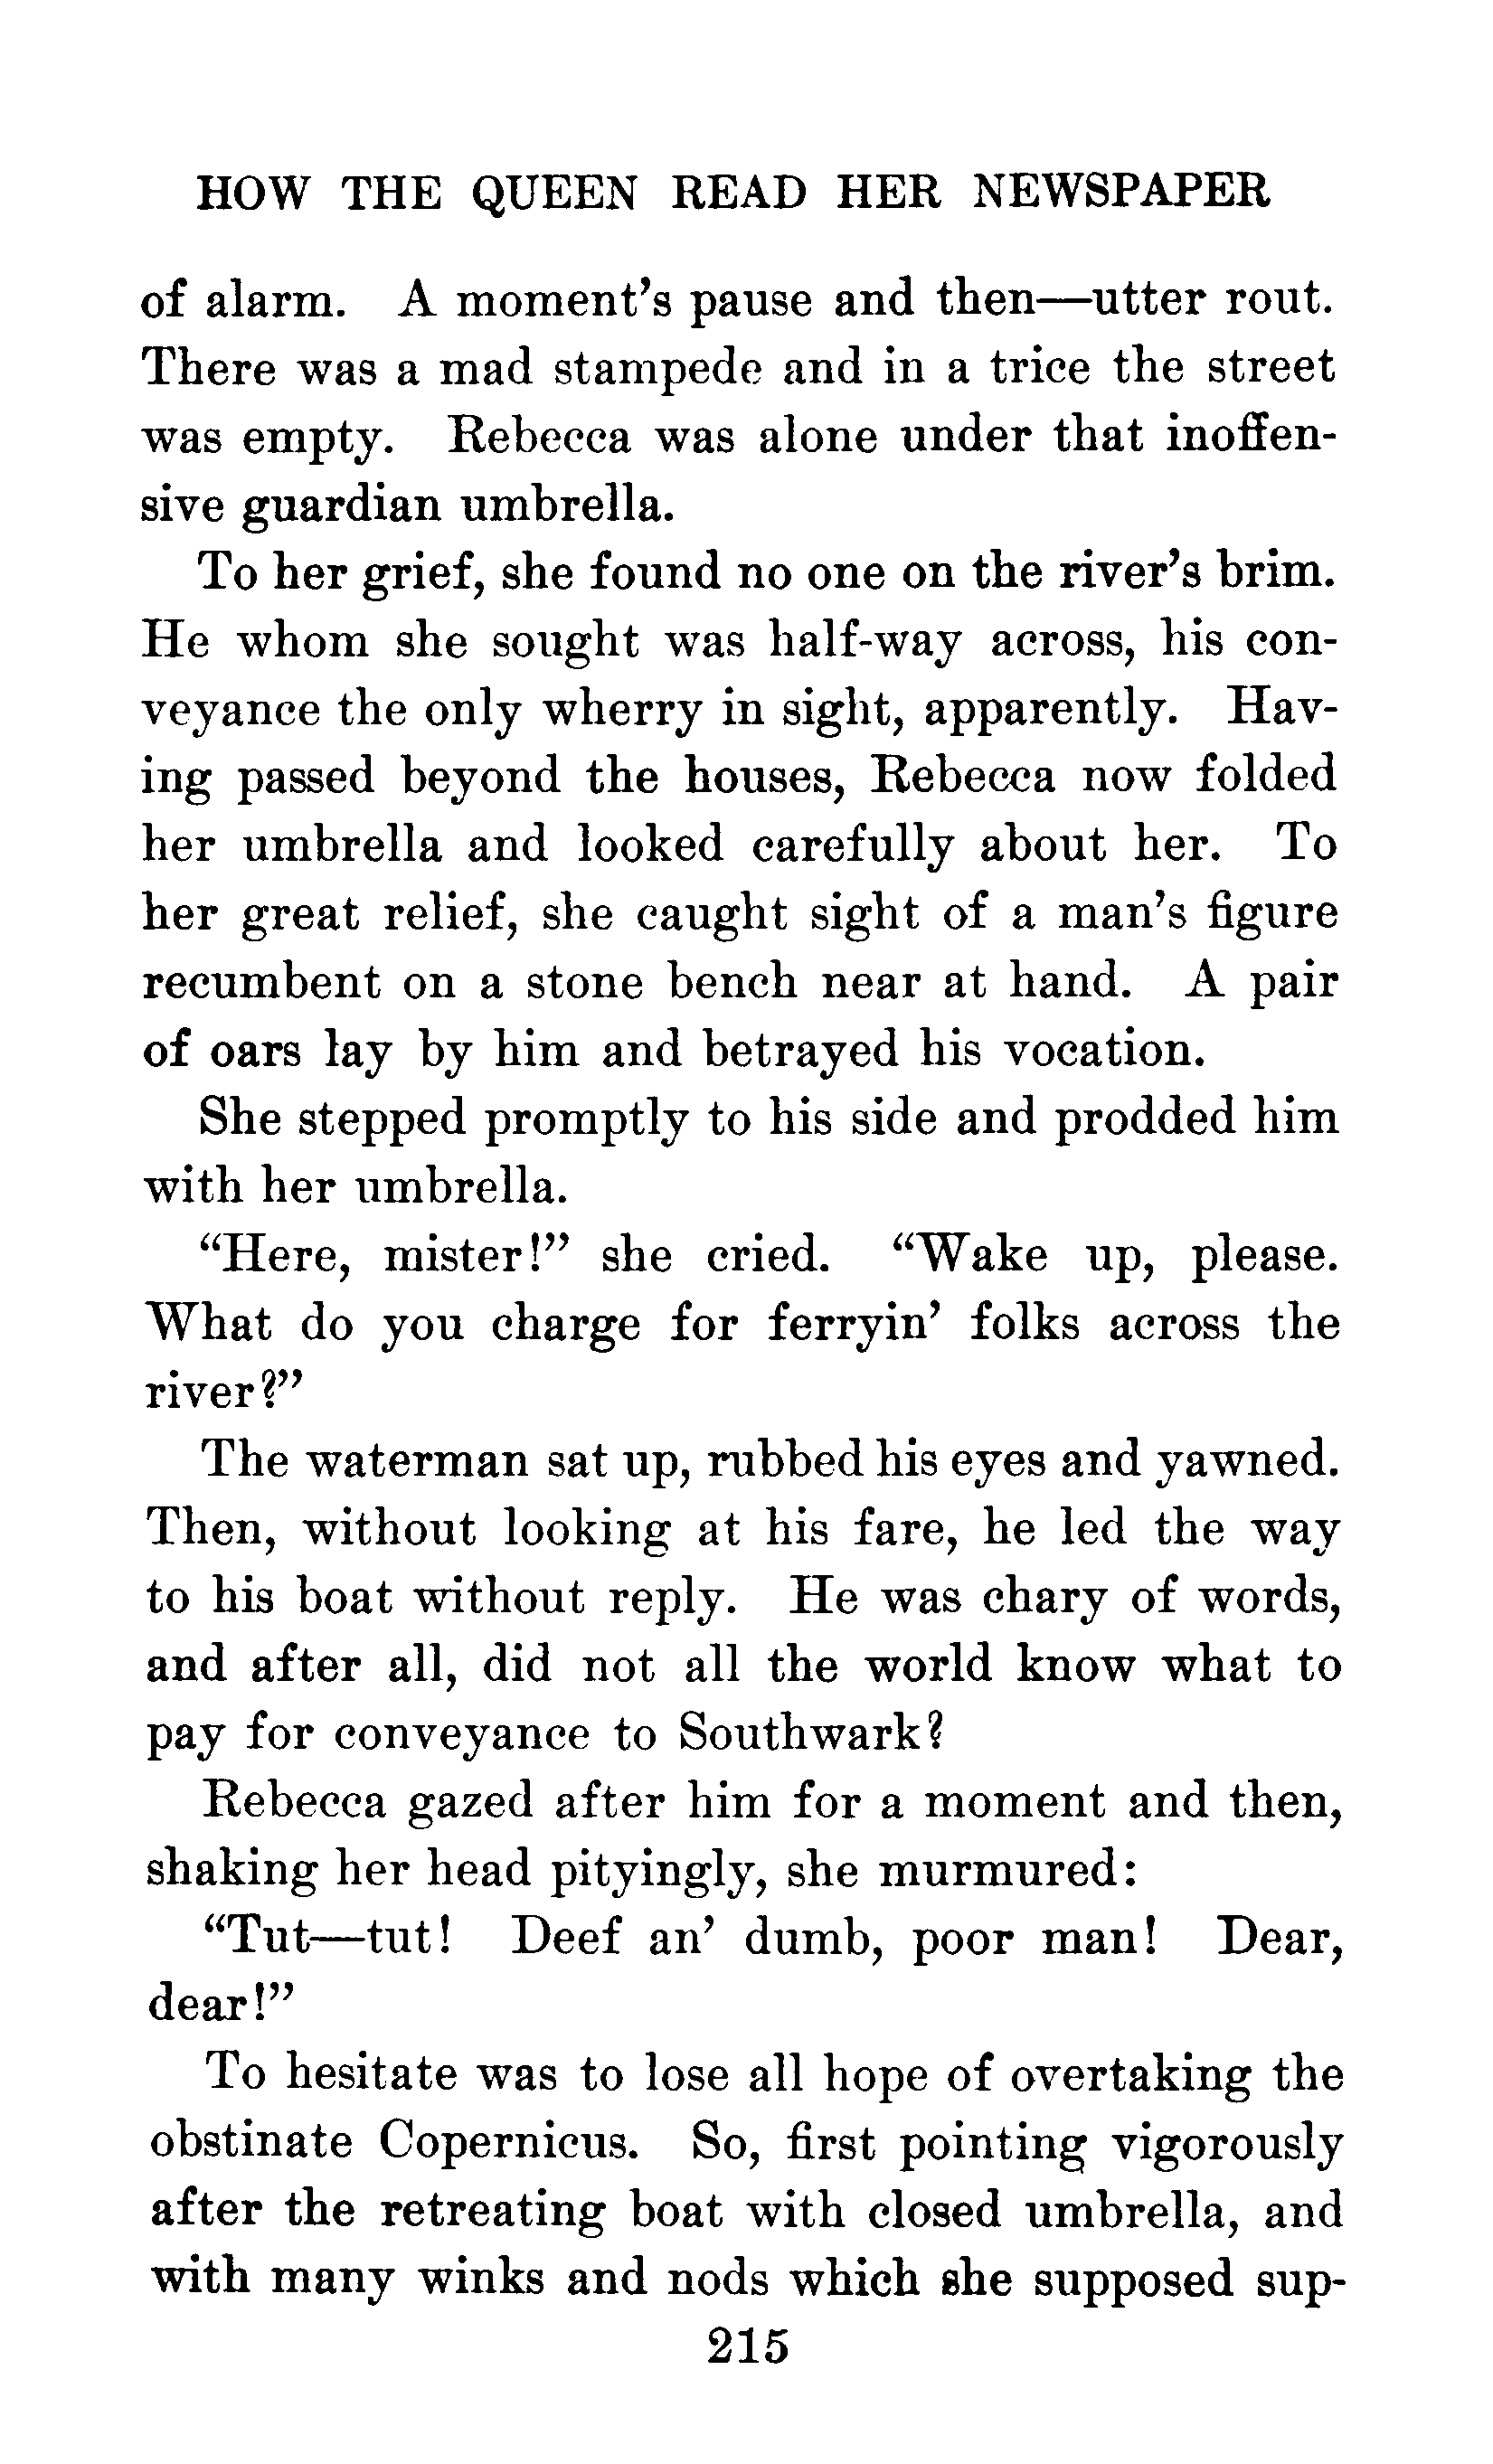 HOW THE QUEEN READ HER NEWSPAPER
of alarm. A moment's pause and then—utter rout.
There was a mad stampede and in a trice the street
was empty. Rebecca was alone under that inoffen-
sive guardian umbrella.
To her grief, she found no one on the river's brim.
He whom she sought was half-way across, his con-
veyance the only wherry in sight, apparently. Hav-
ing passed beyond the houses, Rebecca now folded
her umbrella and looked carefully about her. To
her great relief, she caught sight of a man's figure
recumbent on a stone bench near at hand. A pair
of oars lay by him and betrayed his vocation.
She stepped promptly to his side and prodded him
with her umbrella.
“Here, mister!” she cried. “Wake up, please.
What do you charge for ferryin' folks across the
river?”
The waterman sat up, rubbed his eyes and yawned.
Then, without looking at his fare, he led the way
to his boat without reply. He was chary of words,
and after all, did not all the world know what to
pay for conveyance to Southwark?
Rebecca gazed after him for a moment and then,
shaking her head pityingly, she murmured:
“Tut—tut! Deef an' dumb, poor man! Dear,
dear!”
To hesitate was to lose all hope of overtaking the
obstinate Copernicus. So, first pointing vigorously
after the retreating boat with closed umbrella, and
with many winks and nods which she supposed sup-
215